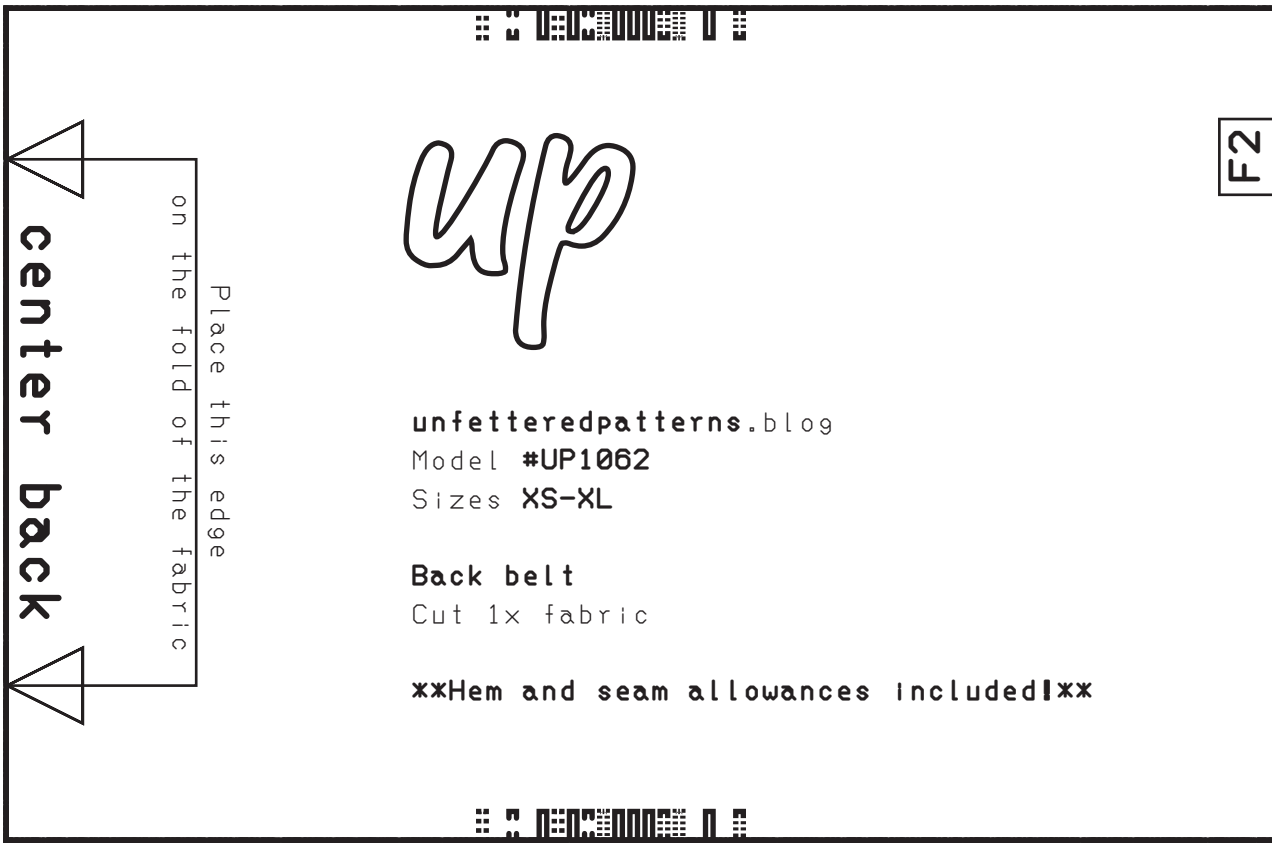 up
F2
center back
Place this edge
on the fold of the fabric
unfetteredpatterns.blog
Model #UP1062
Sizes XS-XL
Back belt
Cut 1x fabric
**Hem and seam allowances included!**